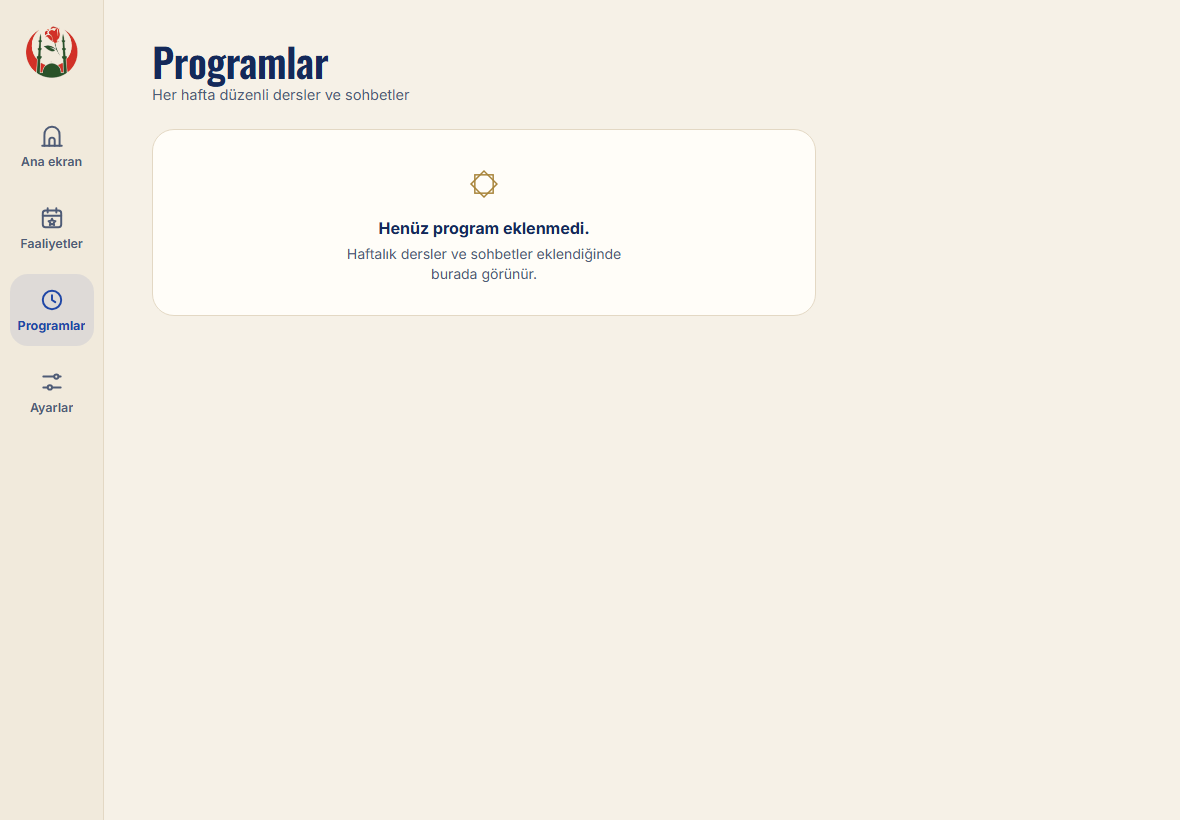 Programlar
Her hafta düzenli dersler ve sohbetler
Ana ekran
Faaliyetler
Programlar
Ayarlar
Henüz program eklenmedi.
Haftalık dersler ve sohbetler eklendiğinde
burada görünür.